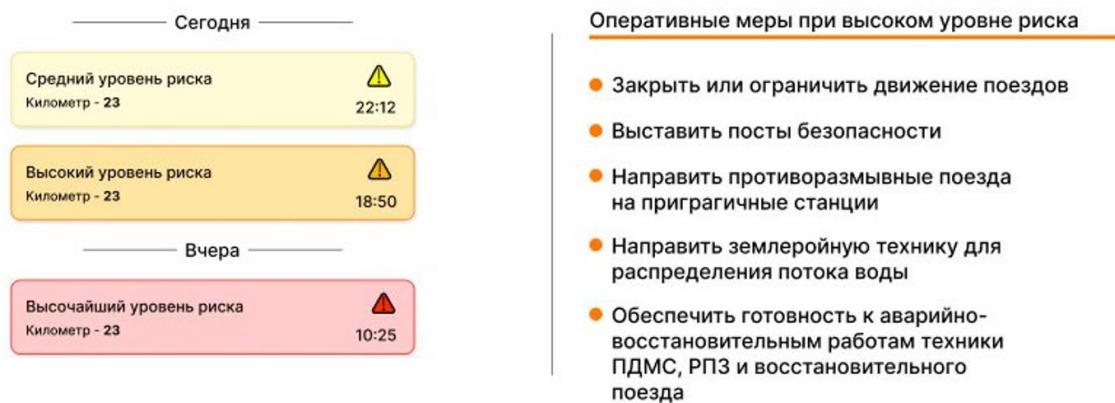 Сегодня
Средний уровень риска
Километр - 23
22:12
Высокий уровень риска
Километр - 23
18:50
Вчера
Высочайший уровень риска
Километр - 23
10:25
Оперативные меры при высоком уровне риска
Закрыть или ограничить движение поездов
Выставить посты безопасности
Направить противоразмывные поезда
на приграгичные станции
Направить землеройную технику для
распределения потока воды
Обеспечить готовность к аварийно-
восстановительным работам техники
ПДМС, РПЗ и восстановительного
поезда